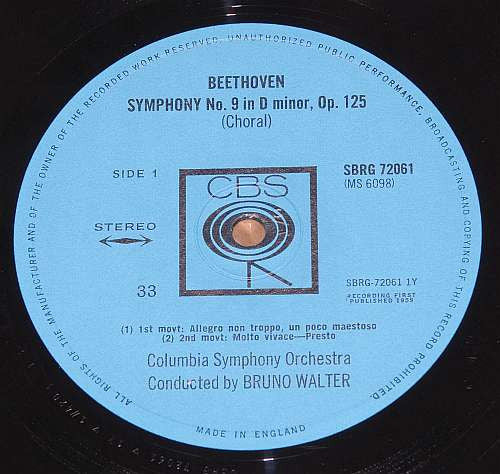 ALL RIGHTS OF THE MANUFACTURER AND OF THE OWNER OF THE RECORDED WORK RESERVED. UNAUTHORIZED PUBLIC PERFORMANCE, BROADCASTING AND COPYING OF THIS RECORD PROHIBITED.
BEETHOVEN
SYMPHONY No. 9 in D minor, Op. 125
(Choral)
SIDE 1
SBRG 72061
(MS 6098)
CBS
STEREO
33
SBRG-72061 1Y
RECORDING FIRST
PUBLISHED 1959
(1) 1st movt: Allegro non troppo, un poco maestoso
(2) 2nd movt: Molto vivace—Presto
Columbia Symphony Orchestra
Conducted by BRUNO WALTER
MADE IN ENGLAND